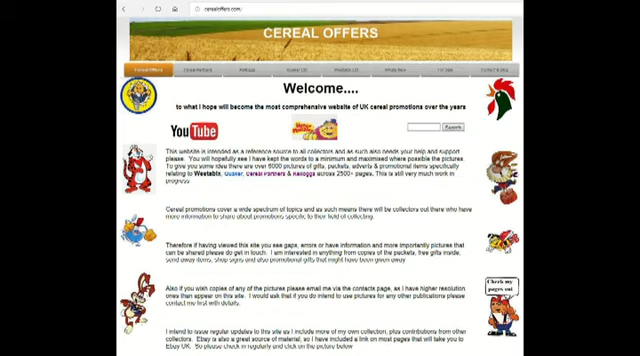 cerealoffers.com
CEREAL OFFERS
Cereal Offers
Welcome....
to what I hope will become the most comprehensive website of UK cereal promotions over the years
YouTube
Search
This website is intended as a reference source to all collectors and as such also needs your help and support
please. You will hopefully see I have kept the words to a minimum and maximised where possible the pictures.
To give you some idea there are over 6000 pictures of gifts, packets, adverts & promotional items specifically
relating to Weetabix, Quaker, Cereal Partners & Kelloggs across 2500+ pages. This is still very much work in
progress
Cereal promotions cover a wide spectrum of topics and as such means there will be collectors out there who have
more information to share about promotions specific to their field of collecting.
Therefore if having viewed this site you see gaps, errors or have information and more importantly pictures that
can be shared please do get in touch. I am interested in anything from copies of the packets, free gifts inside,
send away items, shop signs and also promotional gifts that might have been given away
Also if you wish copies of any of the pictures please email me via the contacts page, as I have higher resolution
ones than appear on this site. I would ask that if you do intend to use pictures for any other publications please
contact me first with details.
Check my
pages out
I intend to issue regular updates to this site as I include more of my own collection, plus contributions from other
collectors. Ebay is also a great source of material, so I have included a link on most pages that will take you to
Ebay UK. So please check in regularly and click on the picture below